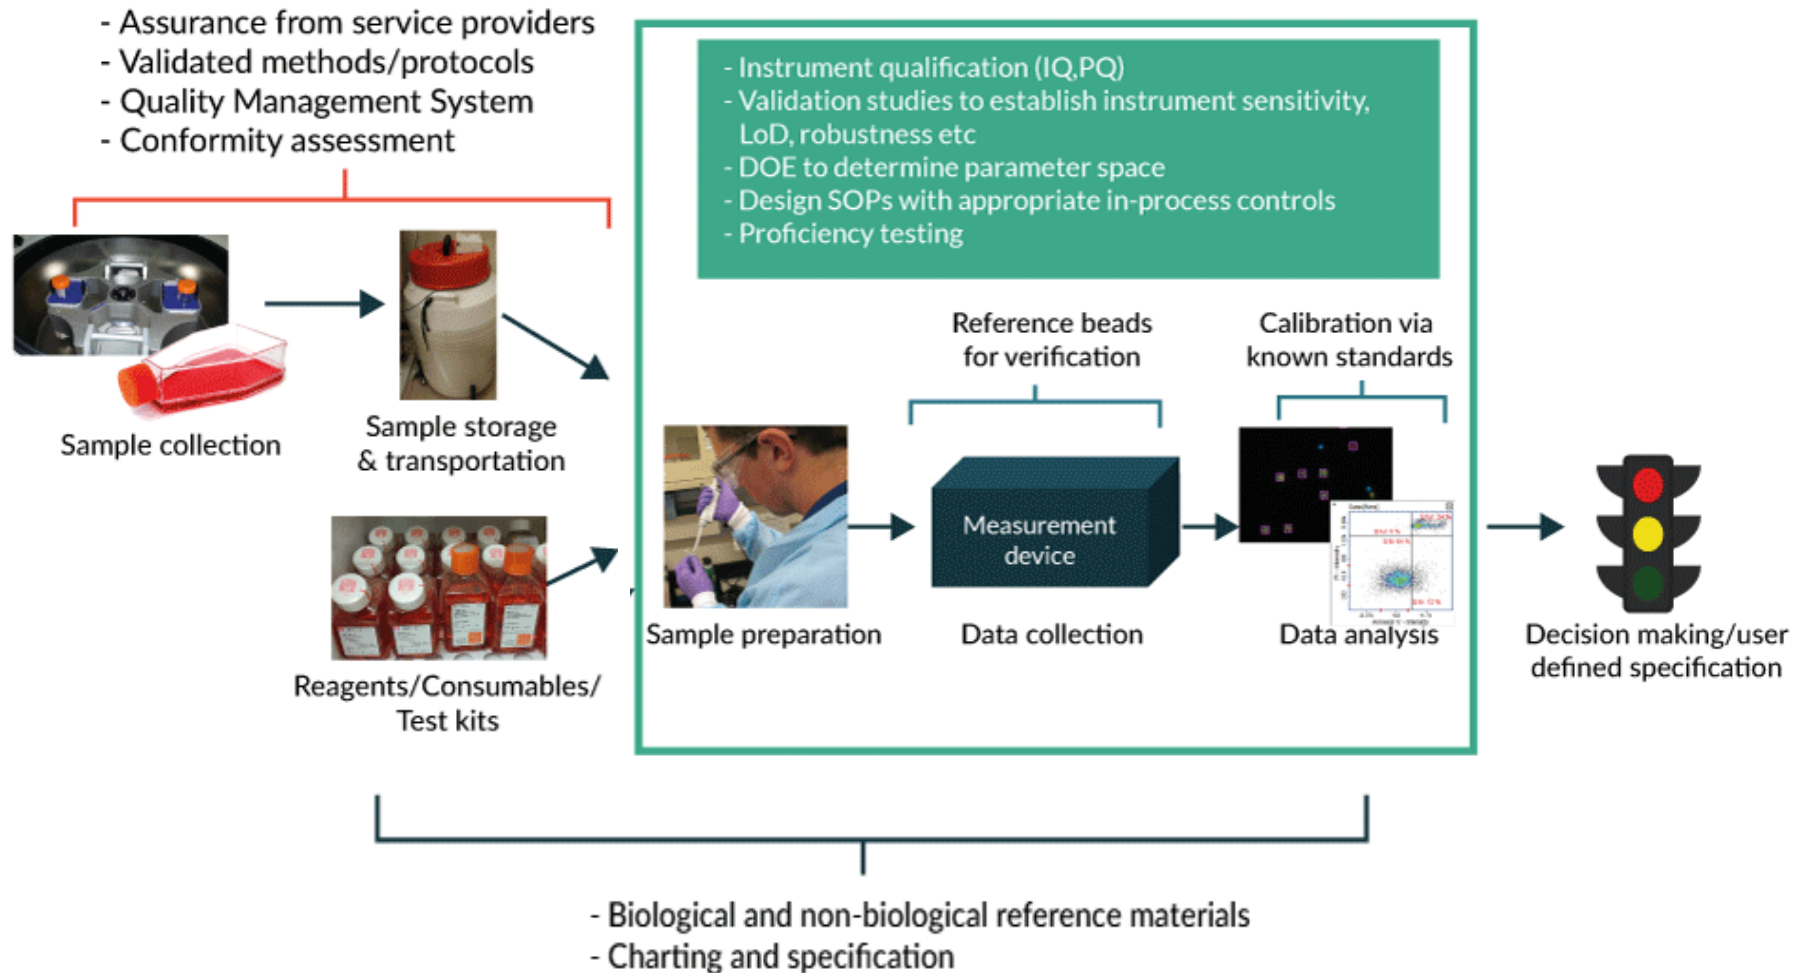 - Assurance from service providers
- Validated methods/protocols
- Quality Management System
- Conformity assessment
- Instrument qualification (IQ,PQ)
- Validation studies to establish instrument sensitivity,
LoD, robustness etc
- DOE to determine parameter space
- Design SOPs with appropriate in-process controls
- Proficiency testing
Reference beads
for verification
Calibration via
known standards
Sample collection
Sample storage
& transportation
Measurement
device
Reagents/Consumables/
Test kits
Sample preparation
Data collection
Data analysis
Decision making/user
defined specification
- Biological and non-biological reference materials
- Charting and specification